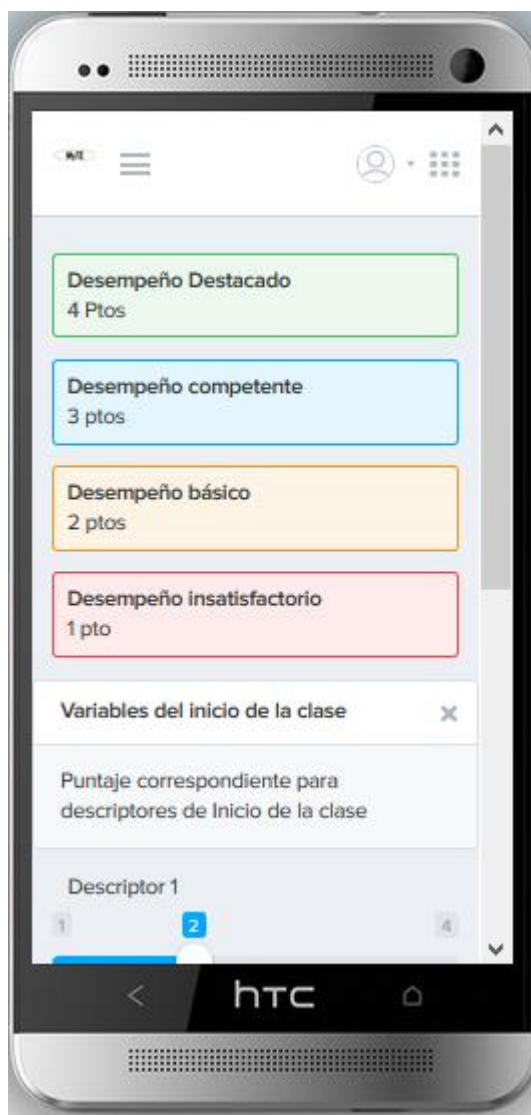 Desempeño Destacado
4 Ptos
Desempeño competente
3 ptos
Desempeño básico
2 ptos
Desempeño insatisfactorio
1 pto
Variables del inicio de la clase
Puntaje correspondiente para
descriptores de Inicio de la clase
Descriptor 1
1 2 4
hTC